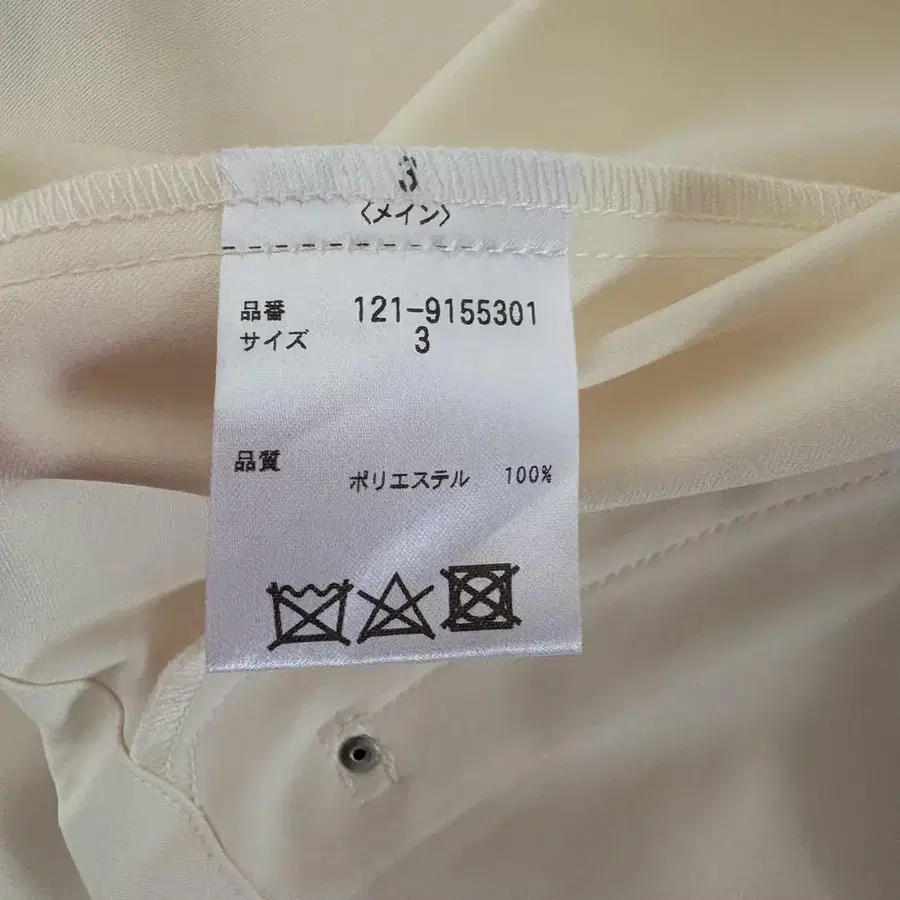 3
〈メイン〉
品番 121-9155301
サイズ 3
品質
ポリエステル 100%